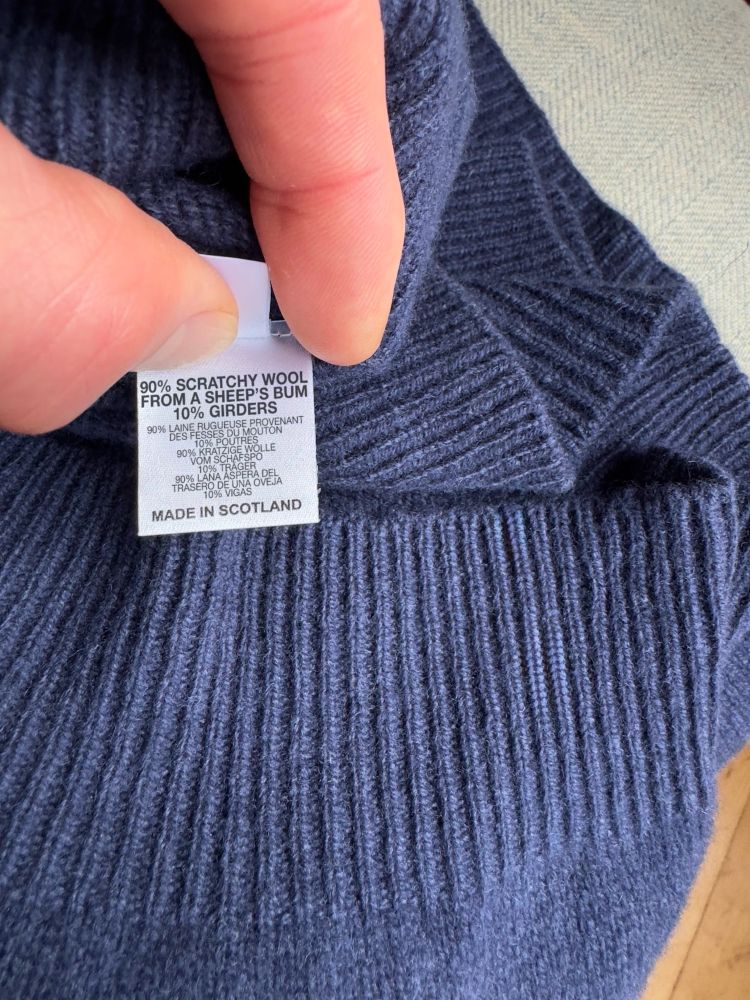 90% SCRATCHY WOOL
FROM A SHEEP'S BUM
10% GIRDERS
90% LAINE RUGUEUSE PROVENANT
DES FESSES DU MOUTON
10% POUTRES
90% KRATZIGE WOLLE
VOM SCHAFSPO
10% TRÄGER
90% LANA ÁSPERA DEL
TRASERO DE UNA OVEJA
10% VIGAS
MADE IN SCOTLAND